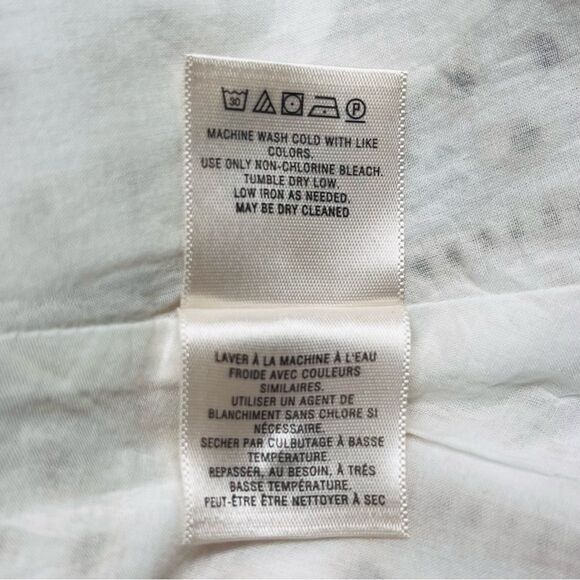 30 P
MACHINE WASH COLD WITH LIKE
COLORS.
USE ONLY NON-CHLORINE BLEACH.
TUMBLE DRY LOW.
LOW IRON AS NEEDED.
MAY BE DRY CLEANED
LAVER À LA MACHINE À L'EAU
FROIDE AVEC COULEURS
SIMILAIRES.
UTILISER UN AGENT DE
BLANCHIMENT SANS CHLORE SI
NÉCESSAIRE.
SECHER PAR CULBUTAGE À BASSE
TEMPÉRATURE.
REPASSER, AU BESOIN, À TRÉS
BASSE TEMPÉRATURE.
PEUT-ÊTRE ÊTRE NETTOYER À SEC